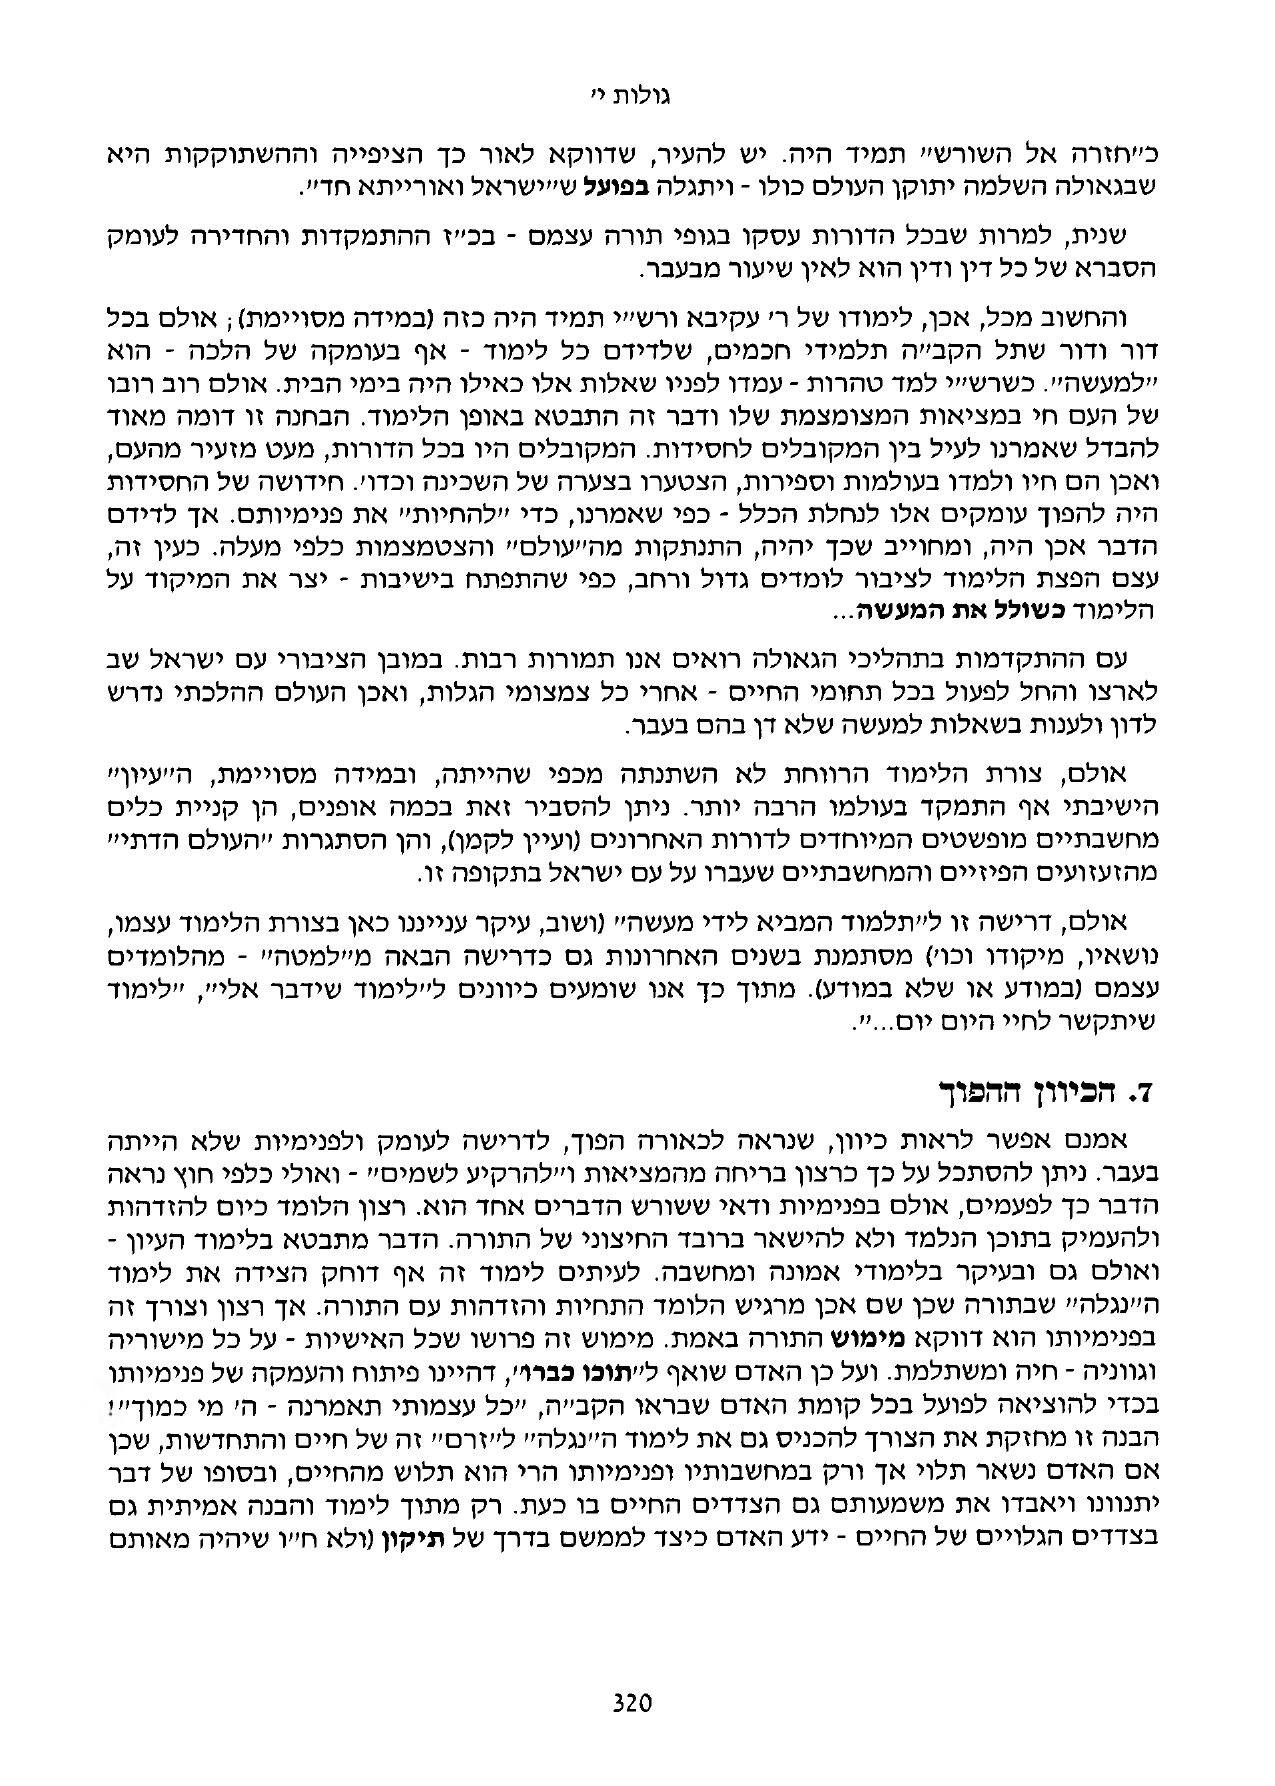 גולות י'
כ"חזרה אל השורש" תמיד היה. יש להעיר, שדווקא לאור כך הציפייה וההשתוקקות היא
שבגאולה השלמה יתוקן העולם כולו - ויתגלה בפועל ש"ישראל ואורייתא חד".
שנית, למרות שבכל הדורות עסקו בגופי תורה עצמם - בכ"ז ההתמקדות והחדירה לעומק
הסברא של כל דין ודין הוא לאין שיעור מבעבר.
והחשוב מכל, אכן, לימודו של ר' עקיבא ורש"י תמיד היה כזה (במידה מסויימת); אולם בכל
דור ודור שתל הקב"ה תלמידי חכמים, שלדידם כל לימוד - אף בעומקה של הלכה - הוא
"למעשה". כשרש"י למד טהרות - עמדו לפניו שאלות אלו כאילו היה בימי הבית. אולם רוב רובו
של העם חי במציאות המצומצמת שלו ודבר זה התבטא באופן הלימוד. הבחנה זו דומה מאוד
להבדל שאמרנו לעיל בין המקובלים לחסידות. המקובלים היו בכל הדורות, מעט מזעיר מהעם,
ואכן הם חיו ולמדו בעולמות וספירות, הצטערו בצערה של השכינה וכדו'. חידושה של החסידות
היה להפוך עומקים אלו לנחלת הכלל - כפי שאמרנו, כדי "להחיות" את פנימיותם. אך לדידם
הדבר אכן היה, ומחוייב שכך יהיה, התנתקות מה"עולם" והצטמצמות כלפי מעלה. כעין זה,
עצם הפצת הלימוד לציבור לומדים גדול ורחב, כפי שהתפתח בישיבות - יצר את המיקוד על
הלימוד כשולל את המעשה...
עם ההתקדמות בתהליכי הגאולה רואים אנו תמורות רבות. במובן הציבורי עם ישראל שב
לארצו והחל לפעול בכל תחומי החיים - אחרי כל צמצומי הגלות, ואכן העולם ההלכתי נדרש
לדון ולענות בשאלות למעשה שלא דן בהם בעבר.
אולם, צורת הלימוד הרווחת לא השתנתה מכפי שהייתה, ובמידה מסויימת, ה"עיון"
הישיבתי אף התמקד בעולמו הרבה יותר. ניתן להסביר זאת בכמה אופנים, הן קניית כלים
מחשבתיים מופשטים המיוחדים לדורות האחרונים (ועיין לקמן), והן הסתגרות "העולם הדתי"
מהזעזועים הפיזיים והמחשבתיים שעברו על עם ישראל בתקופה זו.
אולם, דרישה זו ל"תלמוד המביא לידי מעשה" (ושוב, עיקר ענייננו כאן בצורת הלימוד עצמו,
נושאיו, מיקודו וכו') מסתמנת בשנים האחרונות גם כדרישה הבאה מ"למטה" - מהלומדים
עצמם (במודע או שלא במודע). מתוך כך אנו שומעים כיוונים ל"לימוד שידבר אלי", "לימוד
שיתקשר לחיי היום יום...".
7. הכיוון ההפוך
אמנם אפשר לראות כיוון, שנראה לכאורה הפוך, לדרישה לעומק ולפנימיות שלא הייתה
בעבר. ניתן להסתכל על כך כרצון בריחה מהמציאות ו"להרקיע לשמים" - ואולי כלפי חוץ נראה
הדבר כך לפעמים, אולם בפנימיות ודאי ששורש הדברים אחד הוא. רצון הלומד כיום להזדהות
ולהעמיק בתוכן הנלמד ולא להישאר ברובד החיצוני של התורה. הדבר מתבטא בלימוד העיון -
ואולם גם ובעיקר בלימודי אמונה ומחשבה. לעיתים לימוד זה אף דוחק הצידה את לימוד
ה"נגלה" שבתורה שכן שם אכן מרגיש הלומד התחיות והזדהות עם התורה. אך רצון וצורך זה
בפנימיותו הוא דווקא מימוש התורה באמת. מימוש זה פרושו שכל האישיות - על כל מישוריה
וגווניה - חיה ומשתלמת. ועל כן האדם שואף ל"תוכו כברו", דהיינו פיתוח והעמקה של פנימיותו
בכדי להוציאה לפועל בכל קומת האדם שבראו הקב"ה, "כל עצמותי תאמרנה - ה' מי כמוך"!
הבנה זו מחזקת את הצורך להכניס גם את לימוד ה"נגלה" ל"זרם" זה של חיים והתחדשות, שכן
אם האדם נשאר תלוי אך ורק במחשבותיו ופנימיותו הרי הוא תלוש מהחיים, ובסופו של דבר
יתנוונו ויאבדו את משמעותם גם הצדדים החיים בו כעת. רק מתוך לימוד והבנה אמיתית גם
בצדדים הגלויים של החיים - ידע האדם כיצד לממשם בדרך של תיקון (ולא ח"ו שיהיה מאותם
320